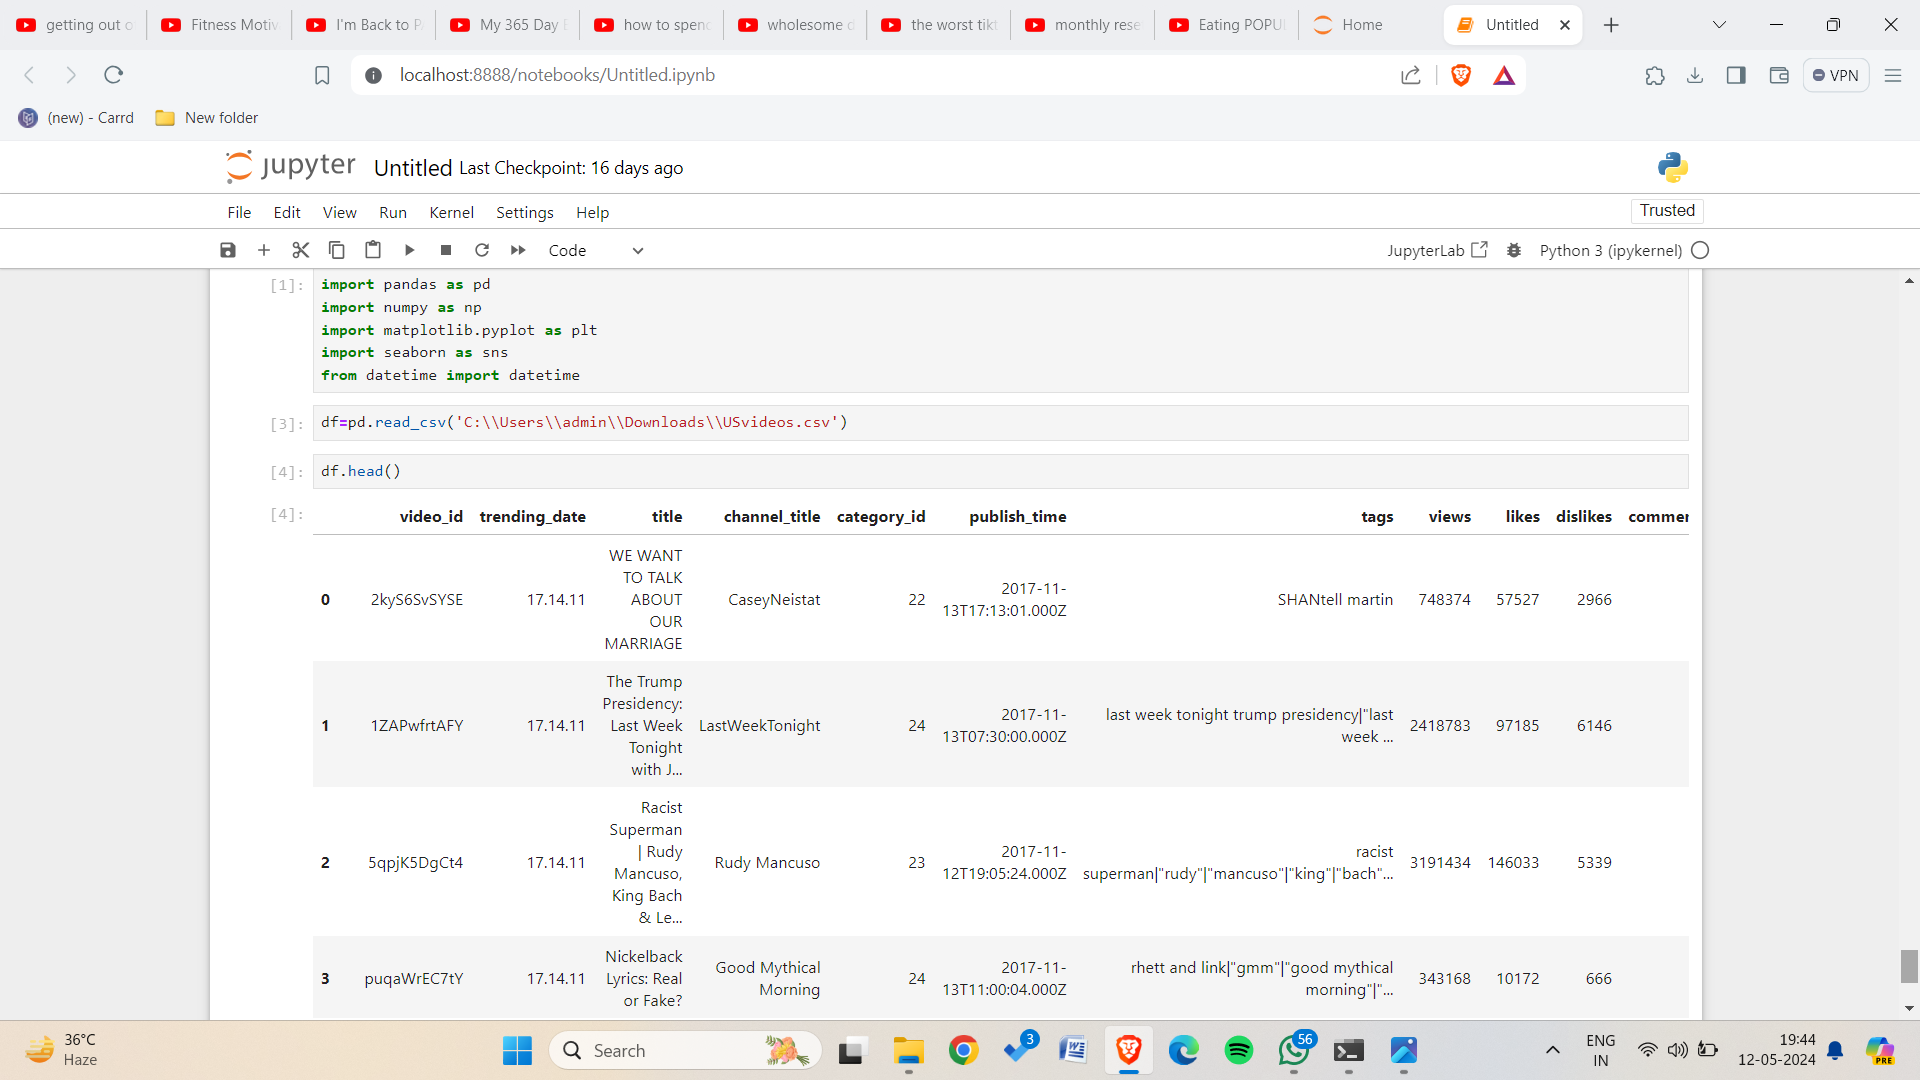 getting out o
Fitness Motiv
I'm Back to P
My 365 Day
how to spend
wholesome d
the worst tikt
monthly rese
Eating POPUL
Home
Untitled
localhost:8888/notebooks/Untitled.ipynb
VPN
(new) - Carrd
New folder
jupyter
Untitled Last Checkpoint: 16 days ago
File Edit View Run Kernel Settings Help
Trusted
Code
JupyterLab
Python 3 (ipykernel)
[1]:
import pandas as pd
import numpy as np
import matplotlib.pyplot as plt
import seaborn as sns
from datetime import datetime
[3]:
df=pd.read_csv('C:\\Users\\admin\\Downloads\\USvideos.csv')
[4]:
df.head()
[4]:
video_id trending_date title channel_title category_id publish_time tags views likes dislikes commen
WE WANT
TO TALK
0 2kyS6SvSYSE 17.14.11 ABOUT CaseyNeistat 22 2017-11-13T17:13:01.000Z SHANtell martin 748374 57527 2966
OUR
MARRIAGE
The Trump
Presidency:
1 1ZAPwfrtAFY 17.14.11 Last Week LastWeekTonight 24 2017-11-13T07:30:00.000Z last week tonight trump presidency|"last week ... 2418783 97185 6146
Tonight
with J...
Racist
Superman
| Rudy
2 5qpjK5DgCt4 17.14.11 Mancuso, Rudy Mancuso 23 2017-11-12T19:05:24.000Z racist superman|"rudy"|"mancuso"|"king"|"bach"... 3191434 146033 5339
King Bach
& Le...
Nickelback
3 puqaWrEC7tY 17.14.11 Lyrics: Real Good Mythical Morning 24 2017-11-13T11:00:04.000Z rhett and link|"gmm"|"good mythical morning"|"... 343168 10172 666
or Fake?
36°C
Haze
Search
3
56
PRE
ENG
IN
19:44
12-05-2024